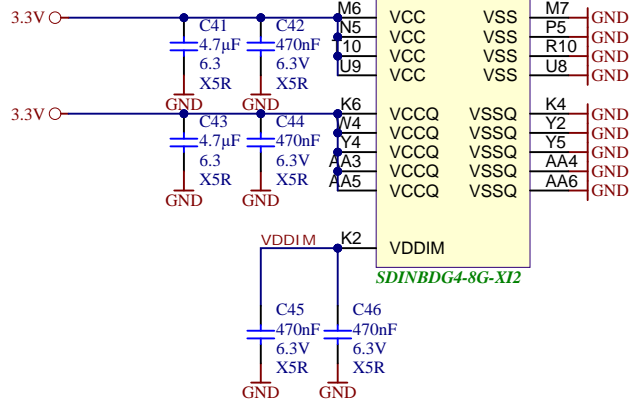 M6 VCC VSS M7 GND
3.3V C41 C42 N5 VCC VSS P5 GND
4.7µF 470nF T10 VCC VSS R10 GND
6.3 6.3V U9 VCC VSS U8 GND
X5R X5R
GND GND
3.3V K6 VCCQ VSSQ K4 GND
C43 C44 W4 VCCQ VSSQ Y2 GND
4.7µF 470nF Y4 VCCQ VSSQ Y5 GND
6.3 6.3V AA3 VCCQ VSSQ AA4 GND
X5R X5R AA5 VCCQ VSSQ AA6 GND
GND GND
VDDIM K2 VDDIM
SDINBDG4-8G-XI2
C45 C46
470nF 470nF
6.3V 6.3V
X5R X5R
GND GND